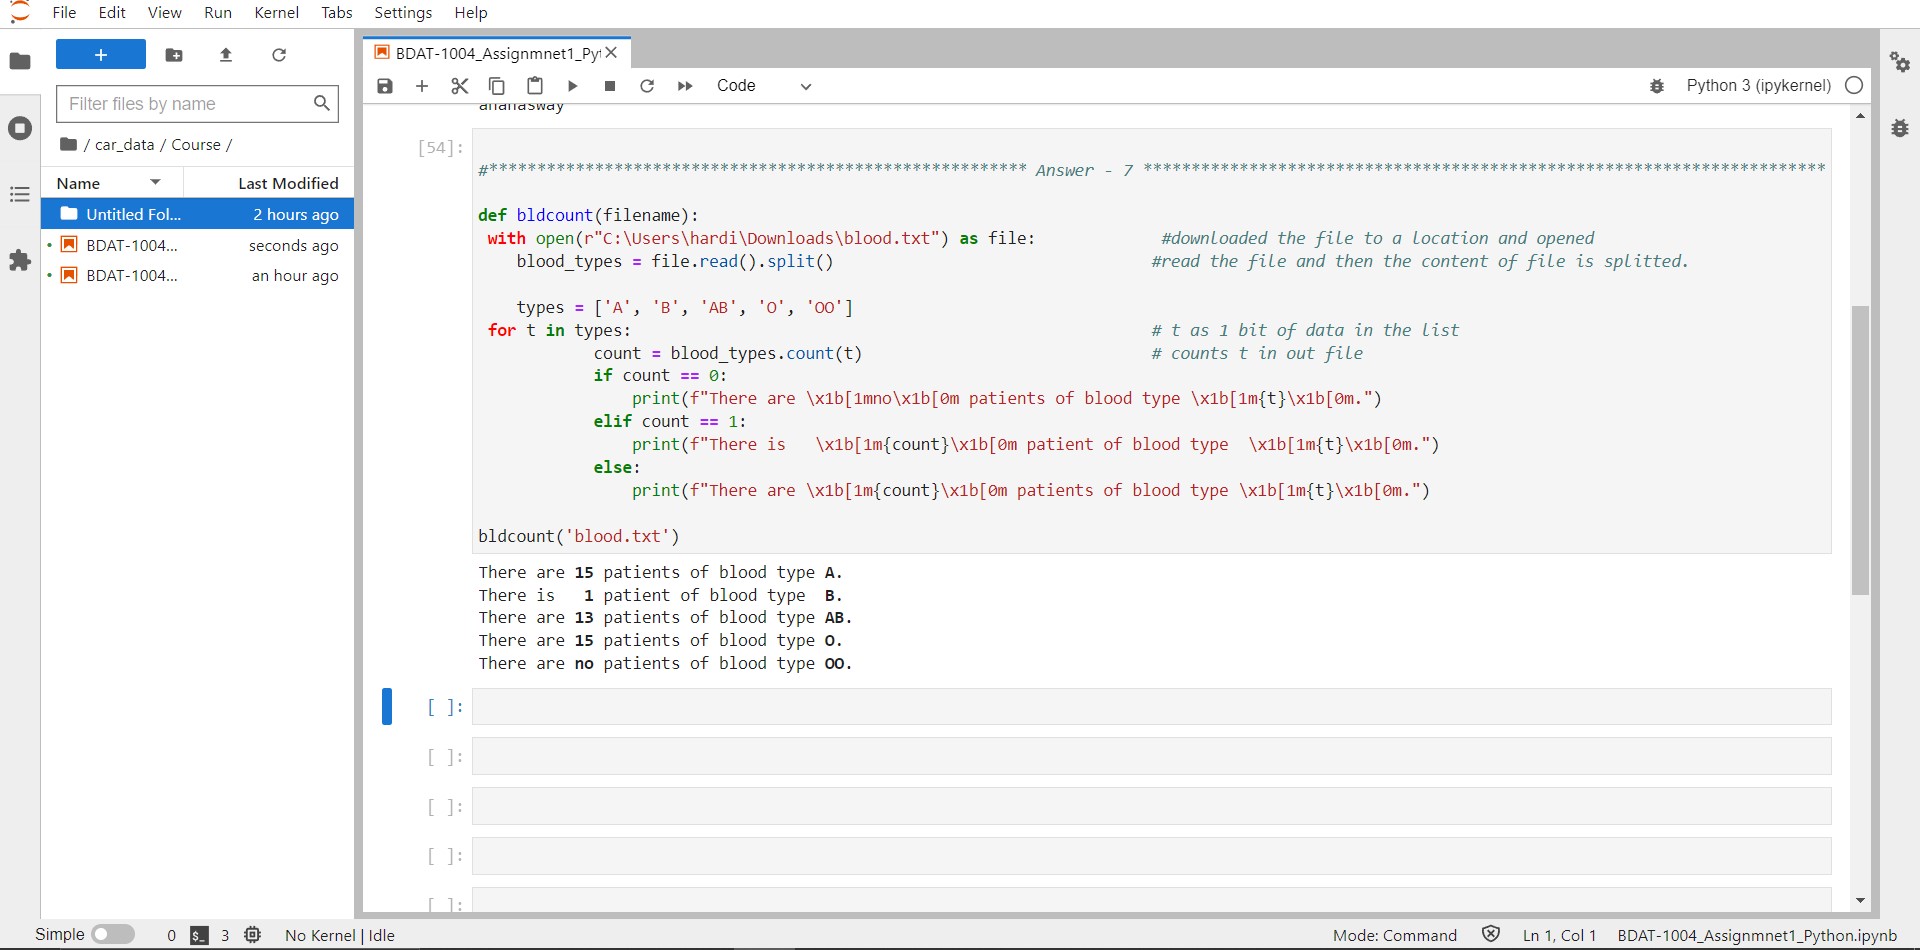 File Edit View Run Kernel Tabs Settings Help
BDAT-1004_Assignmnet1_Pyt
Filter files by name
/ car_data / Course /
Name Last Modified
Untitled Fol... 2 hours ago
BDAT-1004... seconds ago
BDAT-1004... an hour ago
Code
Python 3 (ipykernel)
ananasway
[54]:
#******************************************************** Answer - 7 ***********************************************************************
def bldcount(filename):
with open(r"C:\Users\hardi\Downloads\blood.txt") as file: #downloaded the file to a location and opened
blood_types = file.read().split() #read the file and then the content of file is splitted.
types = ['A', 'B', 'AB', 'O', 'OO']
for t in types: # t as 1 bit of data in the list
count = blood_types.count(t) # counts t in out file
if count == 0:
print(f"There are \x1b[1mno\x1b[0m patients of blood type \x1b[1m{t}\x1b[0m.")
elif count == 1:
print(f"There is   \x1b[1m{count}\x1b[0m patient of blood type  \x1b[1m{t}\x1b[0m.")
else:
print(f"There are \x1b[1m{count}\x1b[0m patients of blood type \x1b[1m{t}\x1b[0m.")
bldcount('blood.txt')
There are 15 patients of blood type A.
There is   1 patient of blood type  B.
There are 13 patients of blood type AB.
There are 15 patients of blood type O.
There are no patients of blood type OO.
[ ]:
[ ]:
[ ]:
[ ]:
[ ]:
Simple 0 $_ 3 No Kernel | Idle
Mode: Command Ln 1, Col 1 BDAT-1004_Assignmnet1_Python.ipynb